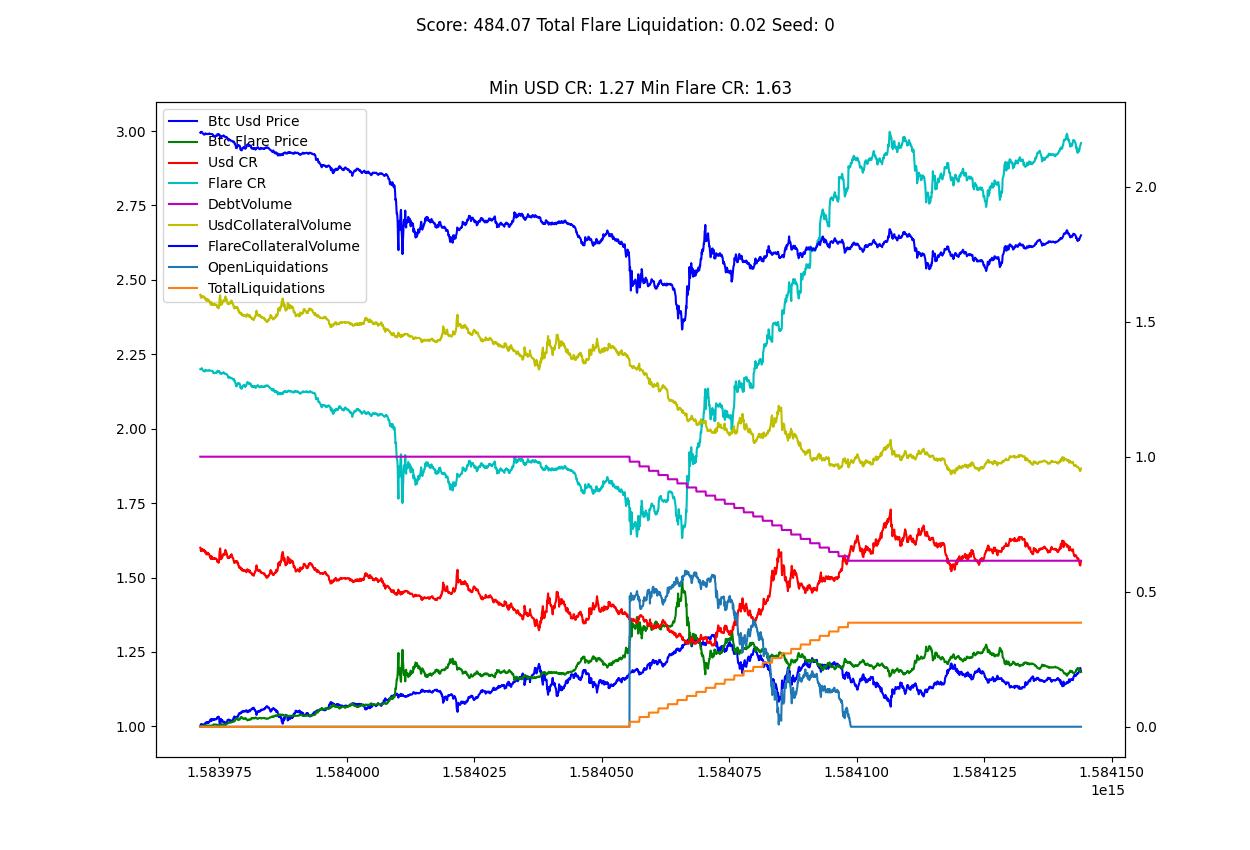 Score: 484.07 Total Flare Liquidation: 0.02 Seed: 0
Min USD CR: 1.27 Min Flare CR: 1.63
Btc Usd Price
Btc Flare Price
Usd CR
Flare CR
DebtVolume
UsdCollateralVolume
FlareCollateralVolume
OpenLiquidations
TotalLiquidations
3.00
2.75
2.50
2.25
2.00
1.75
1.50
1.25
1.00
2.0
1.5
1.0
0.5
0.0
1.583975 1.584000 1.584025 1.584050 1.584075 1.584100 1.584125 1.584150
1e15